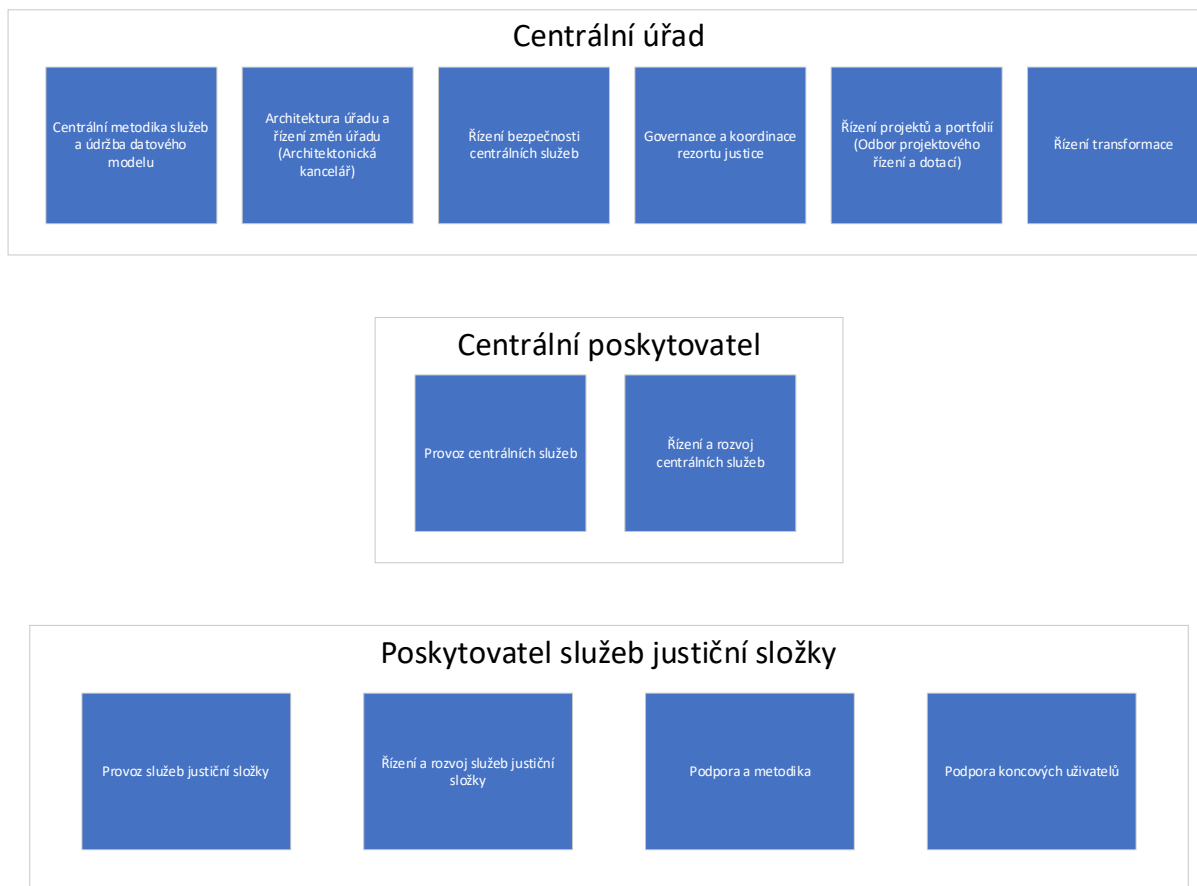 Centrální úřad
Centrální metodika služeb
a údržba datového
modelu
Architektura úřadu a
řízení změn úřadu
(Architektonická
kancelář)
Řízení bezpečnosti
centrálních služeb
Governance a koordinace
rezortu justice
Řízení projektů a portfolií
(Odbor projektového
řízení a dotací)
Řízení transformace
Centrální poskytovatel
Provoz centrálních služeb
Řízení a rozvoj
centrálních služeb
Poskytovatel služeb justiční složky
Provoz služeb justiční složky
Řízení a rozvoj služeb justiční
složky
Podpora a metodika
Podpora koncových uživatelů